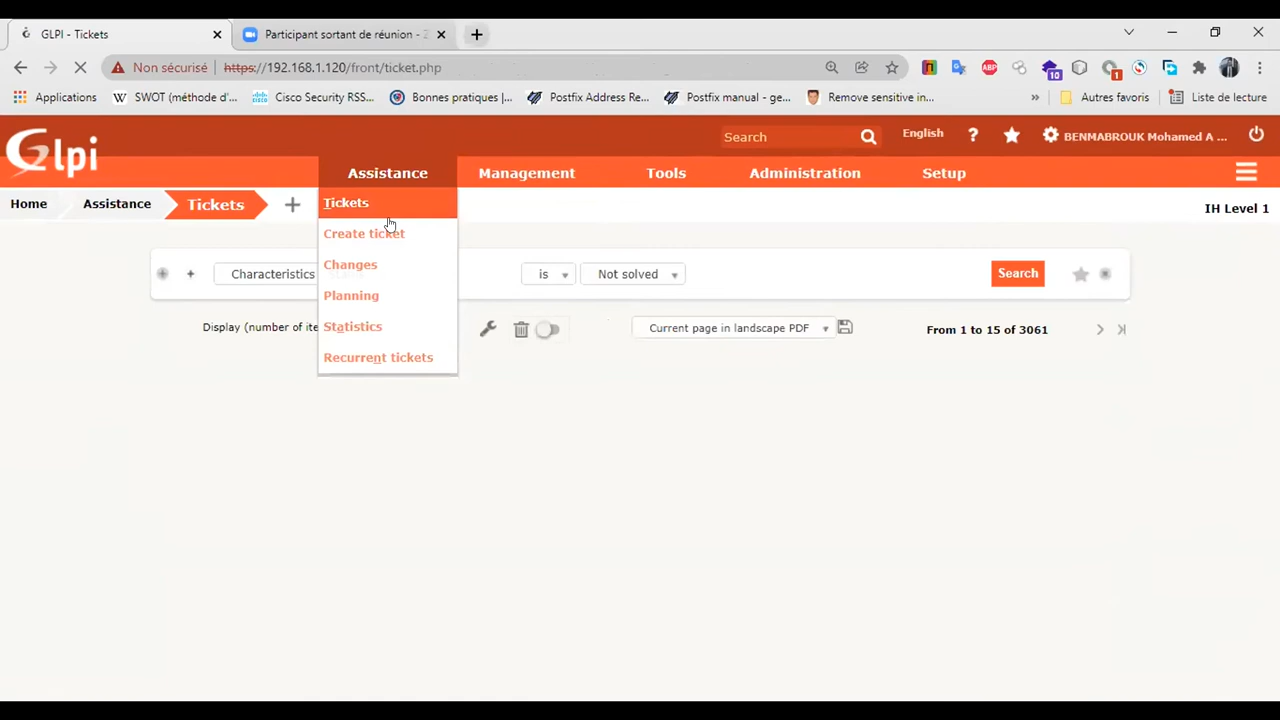 GLPI - Tickets
Participant sortant de réunion - Z
Non sécurisé
https://192.168.1.120/front/ticket.php
10
1
Applications
SWOT (méthode d'...
Cisco Security RSS...
Bonnes pratiques |...
Postfix Address Re...
Postfix manual - ge...
Remove sensitive in...
»
Autres favoris
Liste de lecture
Glpi
Search
English
?
BENMABROUK Mohamed A ...
Assistance
Management
Tools
Administration
Setup
Home
Assistance
Tickets
IH Level 1
Tickets
Create ticket
Changes
Planning
Statistics
Recurrent tickets
Characteristics
is
Not solved
Search
Display (number of ite
Current page in landscape PDF
From 1 to 15 of 3061